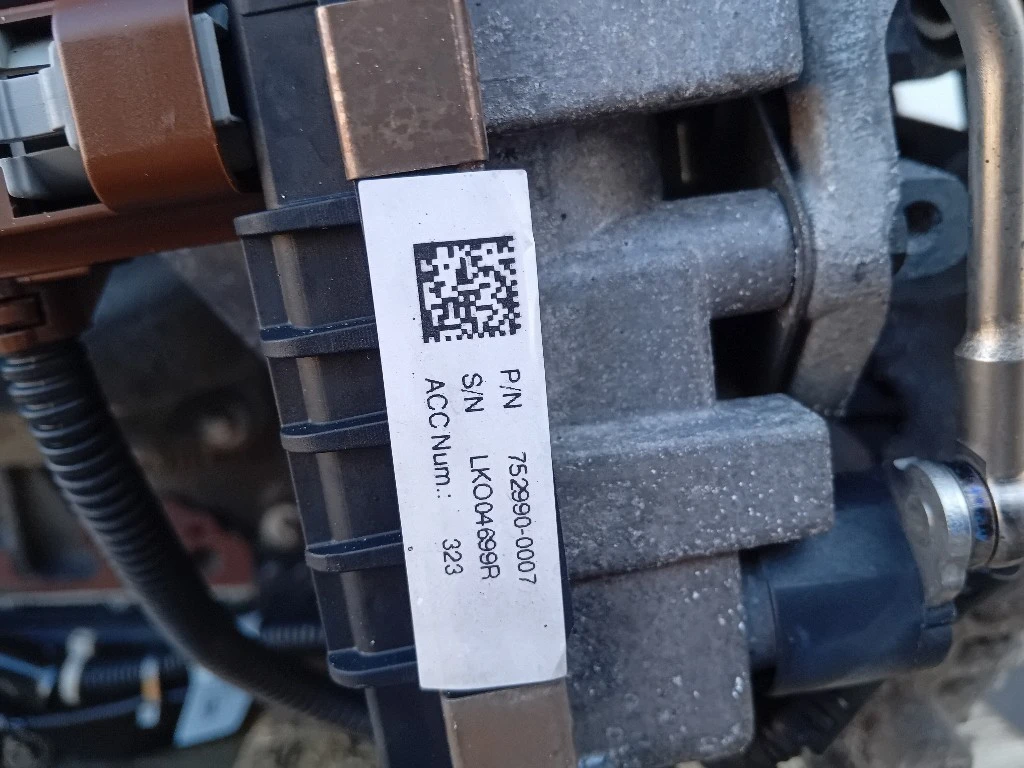 P/N 752990-0007
S/N LKO04699R
ACC Num.: 323